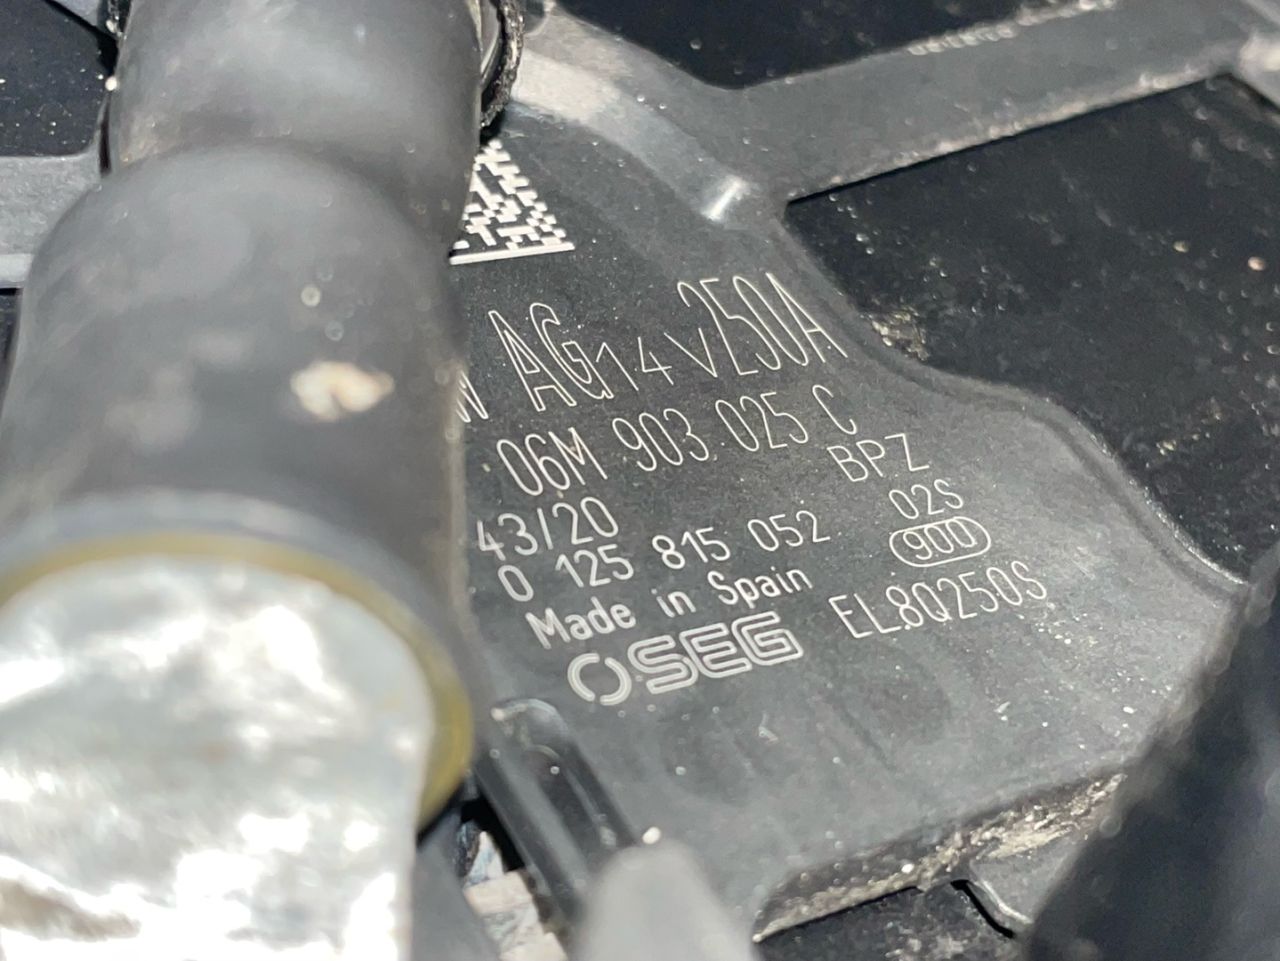 AG 14V 250A
06M 903 025 C
BPZ
43/20
02S
0 125 815 052
90D
Made in Spain
EL8Q250S
SEG